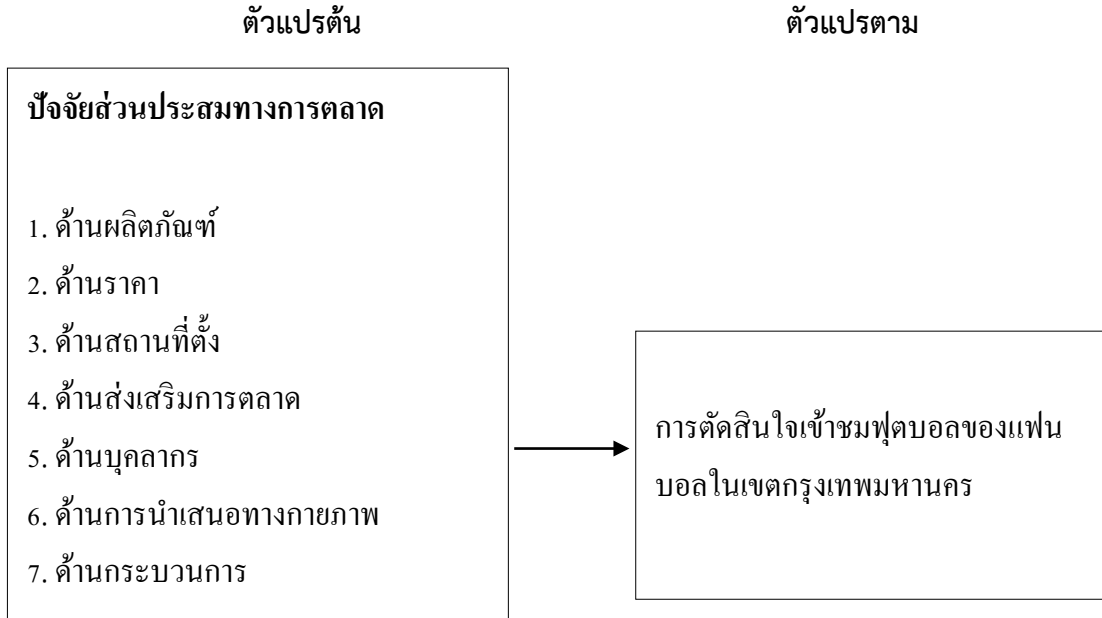 ตัวแปรต้น
ตัวแปรตาม
ปัจจัยส่วนประสมทางการตลาด
1. ด้านผลิตภัณฑ์
2. ด้านราคา
3. ด้านสถานที่ตั้ง
4. ด้านส่งเสริมการตลาด
5. ด้านบุคลากร
6. ด้านการนำเสนอทางกายภาพ
7. ด้านกระบวนการ
การตัดสินใจเข้าชมฟุตบอลของแฟน
บอลในเขตกรุงเทพมหานคร